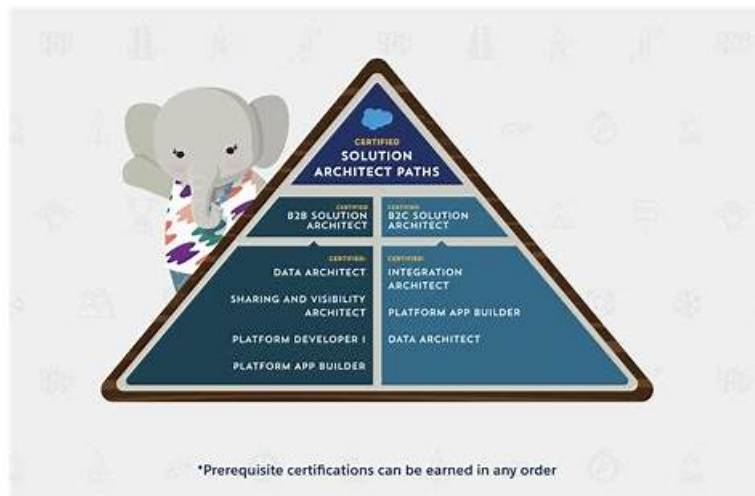 CERTIFIED
SOLUTION
ARCHITECT PATHS
CERTIFIED
B2B SOLUTION
ARCHITECT
CERTIFIED
B2C SOLUTION
ARCHITECT
CERTIFIED:
DATA ARCHITECT
SHARING AND VISIBILITY
ARCHITECT
PLATFORM DEVELOPER I
PLATFORM APP BUILDER
CERTIFIED:
INTEGRATION
ARCHITECT
PLATFORM APP BUILDER
DATA ARCHITECT
*Prerequisite certifications can be earned in any order